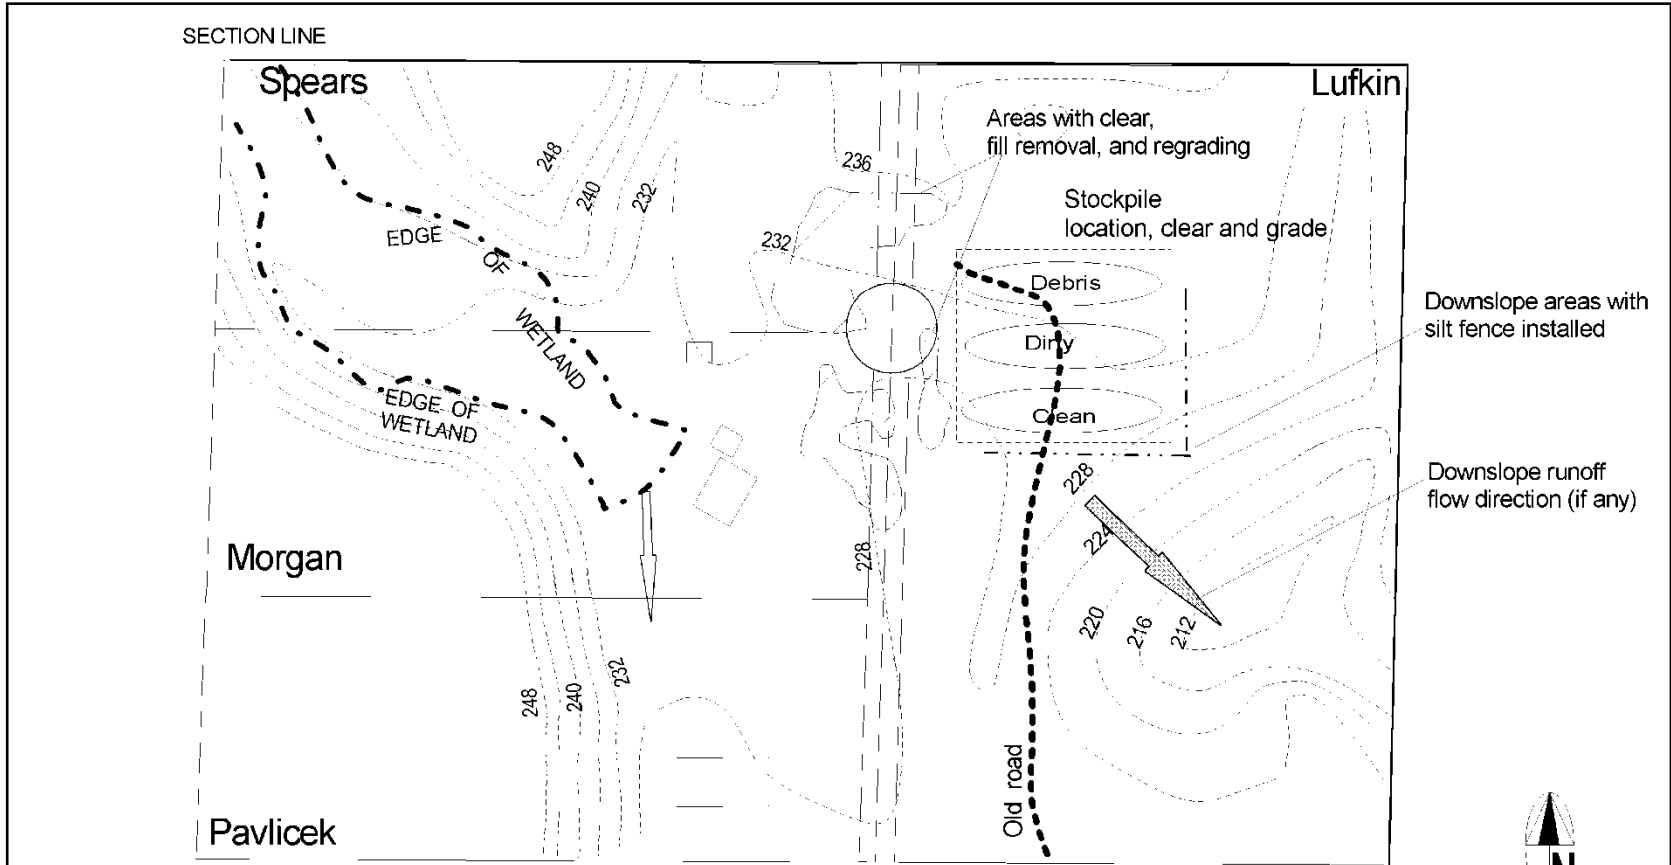 SECTION LINE
Spears
Lufkin
Areas with clear,
fill removal, and regrading
248
240
232
236
232
Stockpile
location, clear and grade
EDGE
OF
WETLAND
Debris
Dirty
Clean
Downslope areas with
silt fence installed
EDGE OF
WETLAND
228
224
220
216
212
Downslope runoff
flow direction (if any)
Morgan
228
248
240
232
Old road
Pavlicek
N